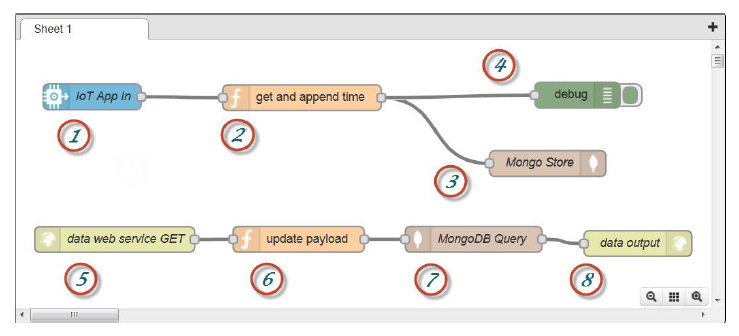 Sheet 1
4
IoT App In
get and append time
debug
1
2
Mongo Store
3
data web service GET
update payload
MongoDB Query
data output
5
6
7
8